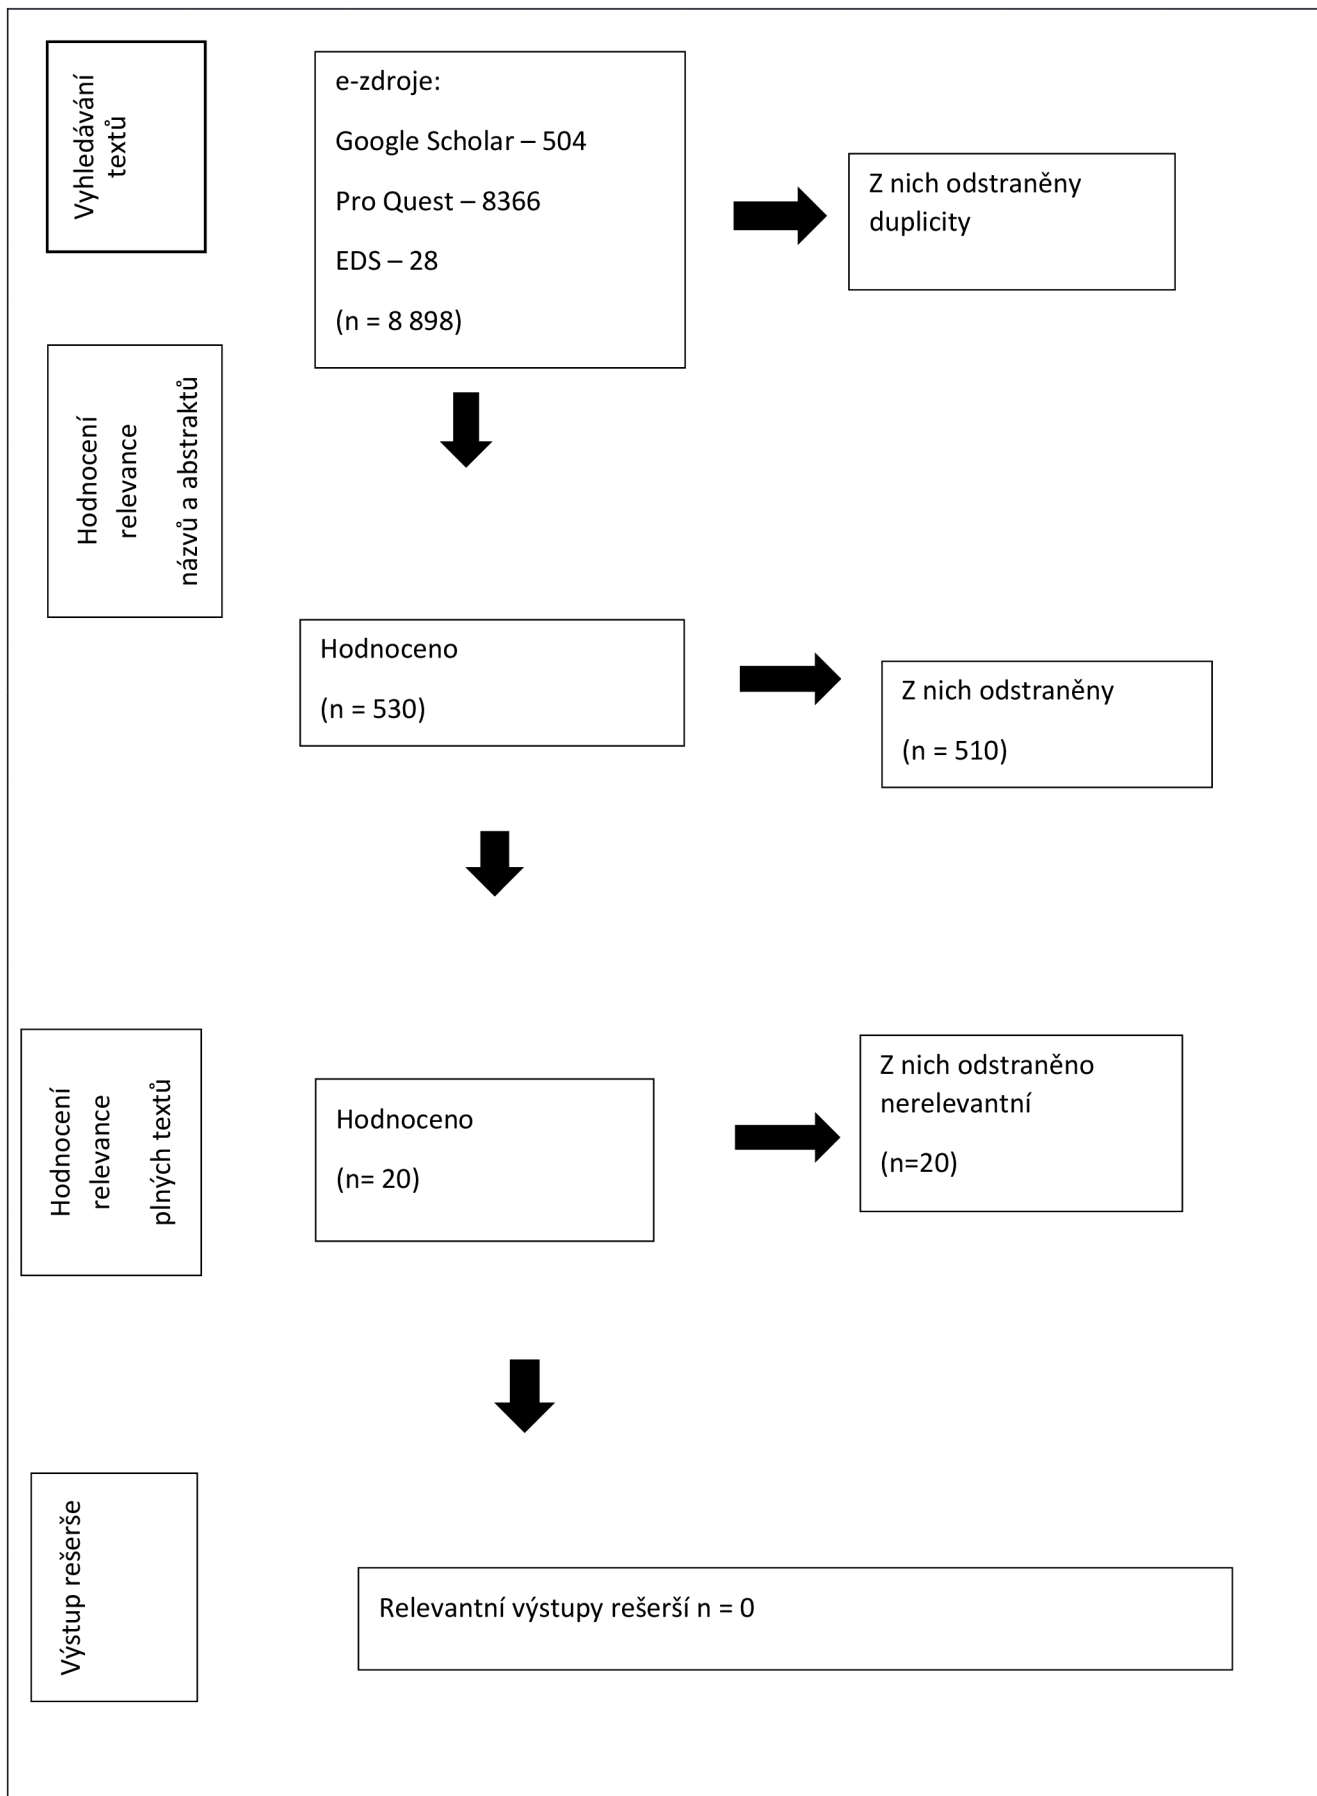 Vyhledávání
textů
e-zdroje:
Google Scholar – 504
Pro Quest – 8366
EDS – 28
(n = 8 898)
Z nich odstraněny
duplicity
Hodnocení
relevance
názvů a abstraktů
Hodnoceno
(n = 530)
Z nich odstraněny
(n = 510)
Hodnocení
relevance
plných textů
Hodnoceno
(n= 20)
Z nich odstraněno
nerelevantní
(n=20)
Výstup rešerše
Relevantní výstupy rešerší n = 0